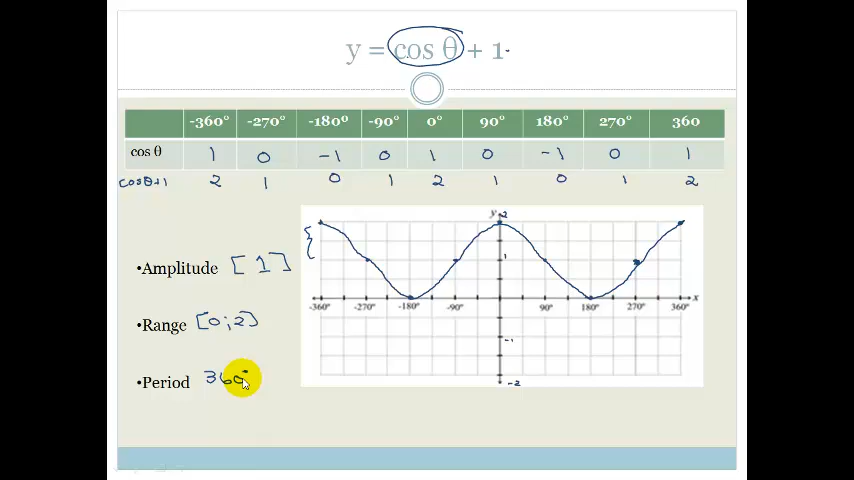 y = cos θ + 1
-360° -270° -180° -90° 0° 90° 180° 270° 360
cos θ 1 0 -1 0 1 0 -1 0 1
cosθ+1 2 1 0 1 2 1 0 1 2
y 2
1
-360° -270° -180° -90° 90° 180° 270° 360° x
-1
-2
•Amplitude [1]
•Range [0;2]
•Period 360°